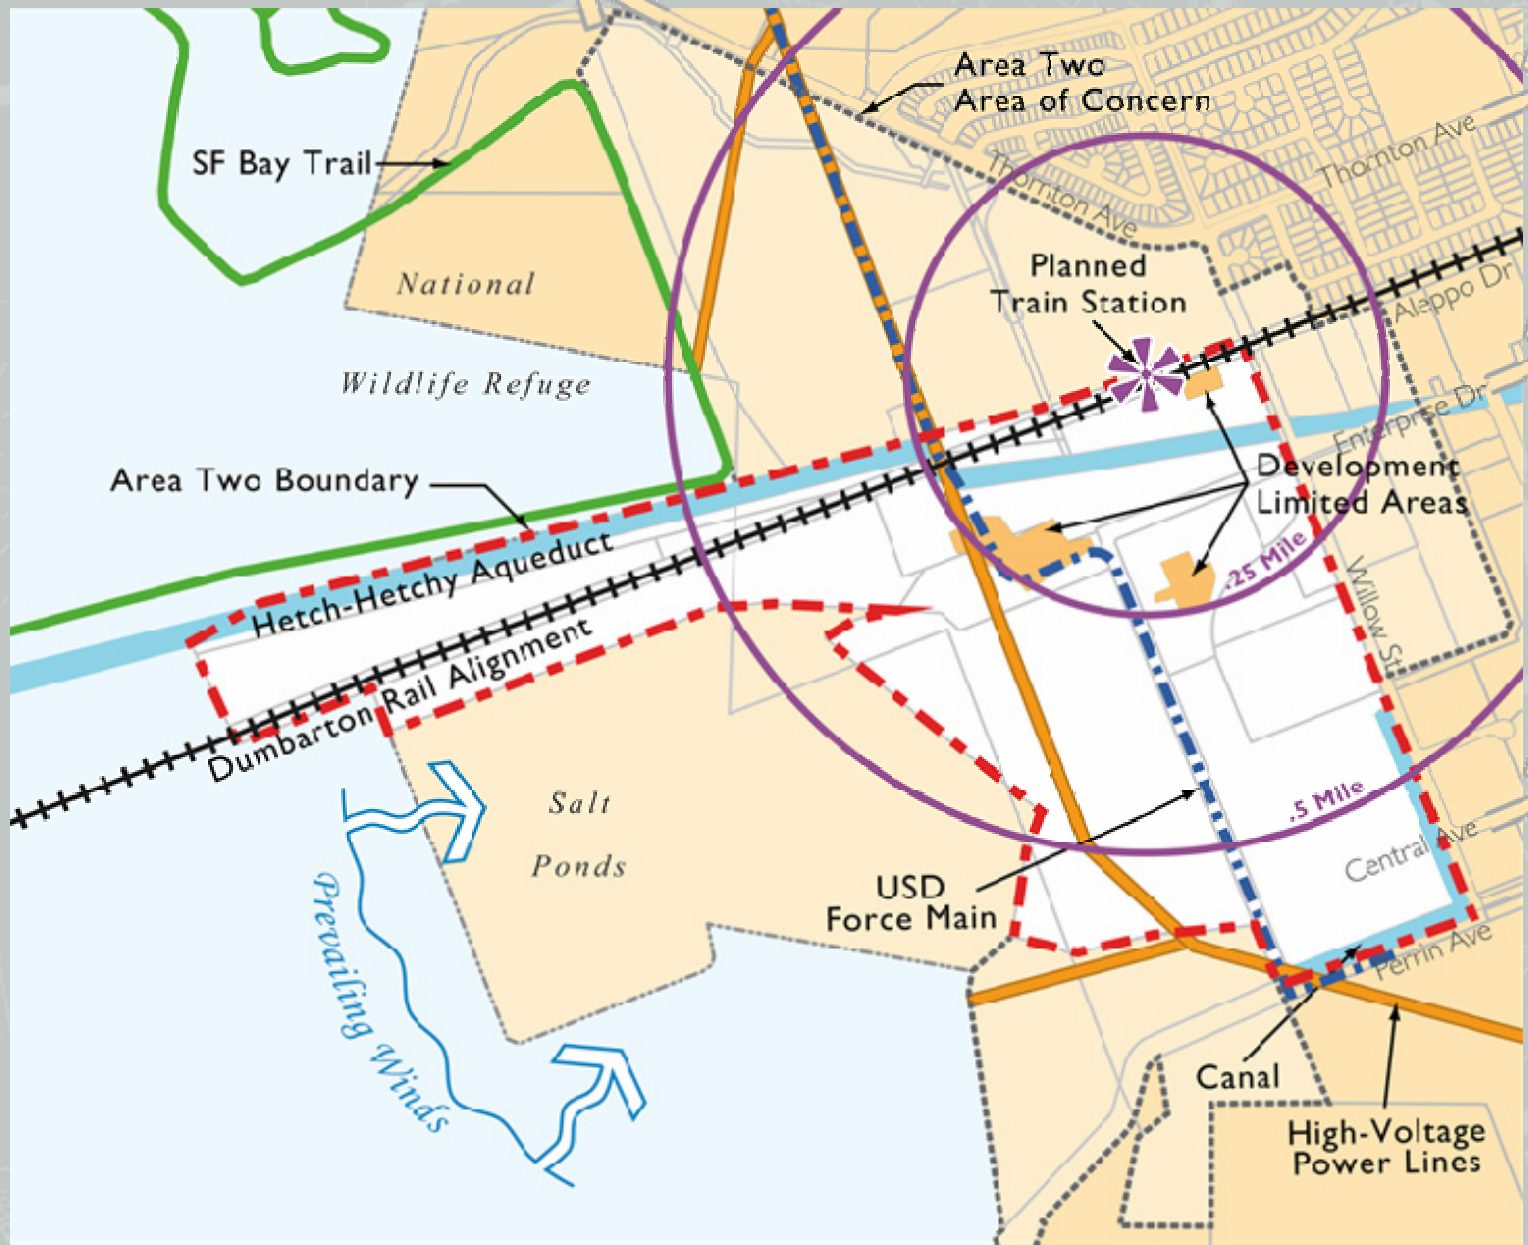 Area Two
Area of Concern
SF Bay Trail
Thornton Ave
Thornton Ave
Planned
Train Station
Aleppo Dr
National
Wildlife Refuge
Enterprise Dr
Area Two Boundary
Development
Limited Areas
Hetch-Hetchy Aqueduct
.25 Mile
Willow St
Dumbarton Rail Alignment
Salt
Ponds
.5 Mile
Central Ave
USD
Force Main
Perrin Ave
Prevailing Winds
Canal
High-Voltage
Power Lines